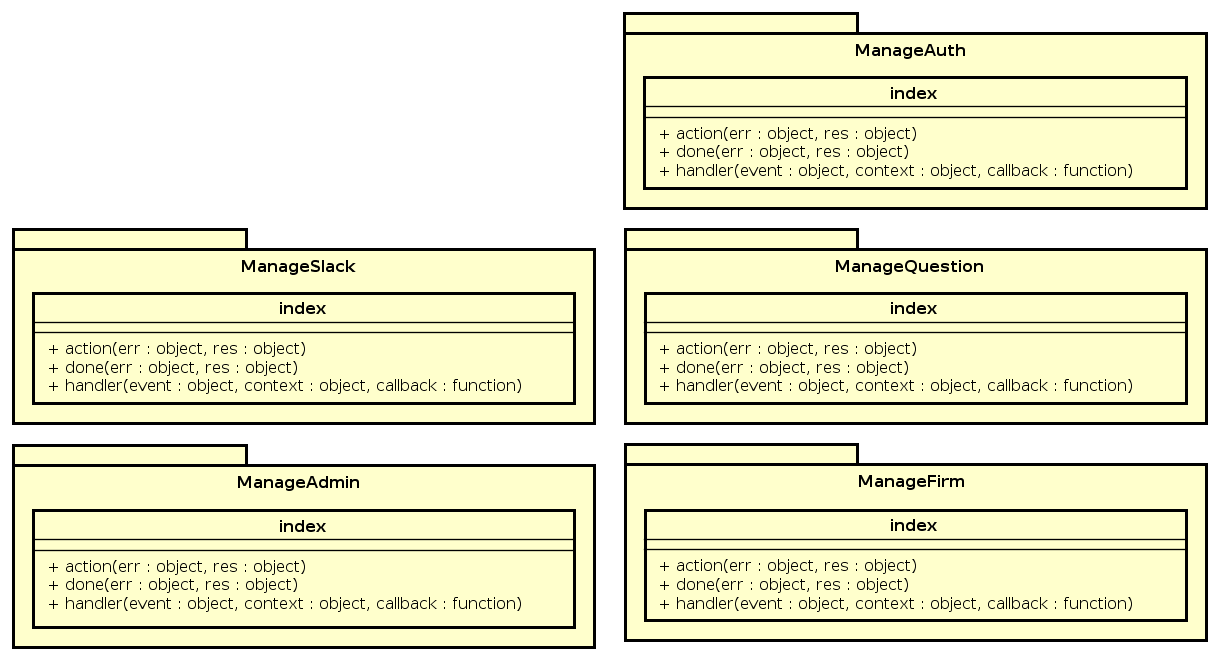 ManageAuth
index
+ action(err : object, res : object)
+ done(err : object, res : object)
+ handler(event : object, context : object, callback : function)
ManageSlack
index
+ action(err : object, res : object)
+ done(err : object, res : object)
+ handler(event : object, context : object, callback : function)
ManageQuestion
index
+ action(err : object, res : object)
+ done(err : object, res : object)
+ handler(event : object, context : object, callback : function)
ManageAdmin
index
+ action(err : object, res : object)
+ done(err : object, res : object)
+ handler(event : object, context : object, callback : function)
ManageFirm
index
+ action(err : object, res : object)
+ done(err : object, res : object)
+ handler(event : object, context : object, callback : function)